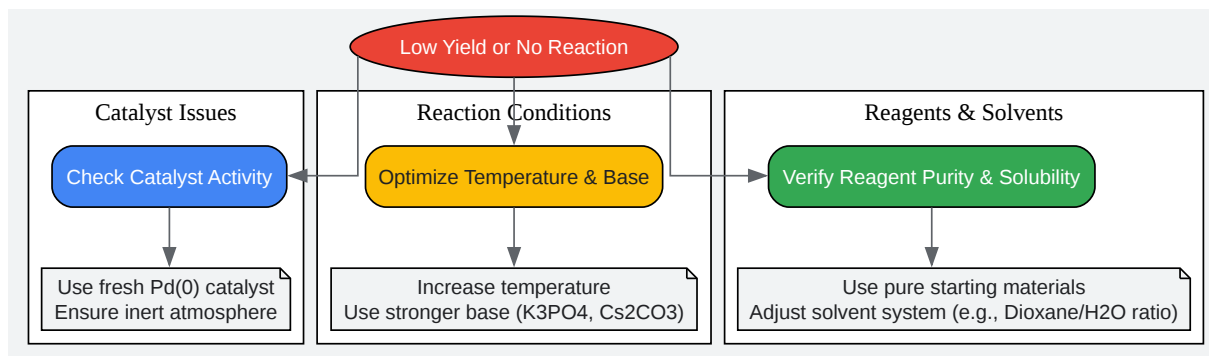 Low Yield or No Reaction
Catalyst Issues
Reaction Conditions
Reagents & Solvents
Check Catalyst Activity
Optimize Temperature & Base
Verify Reagent Purity & Solubility
Use fresh Pd(0) catalyst
Ensure inert atmosphere
Increase temperature
Use stronger base (K3PO4, Cs2CO3)
Use pure starting materials
Adjust solvent system (e.g., Dioxane/H2O ratio)